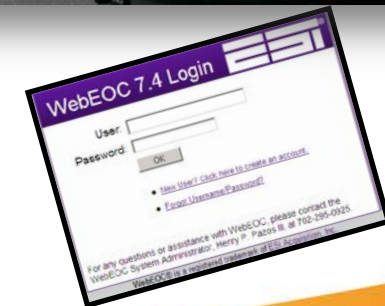 WebEOC 7.4 Login
ESi
User:
Password:
OK
New User? Click here to create an account.
Forgot Username/Password?
For any questions or assistance with WebEOC, please contact the
WebEOC System Administrator, Henry P. Pazos III, at 702-295-0925.
WebEOC® is a registered trademark of ESi Acquisition, Inc.